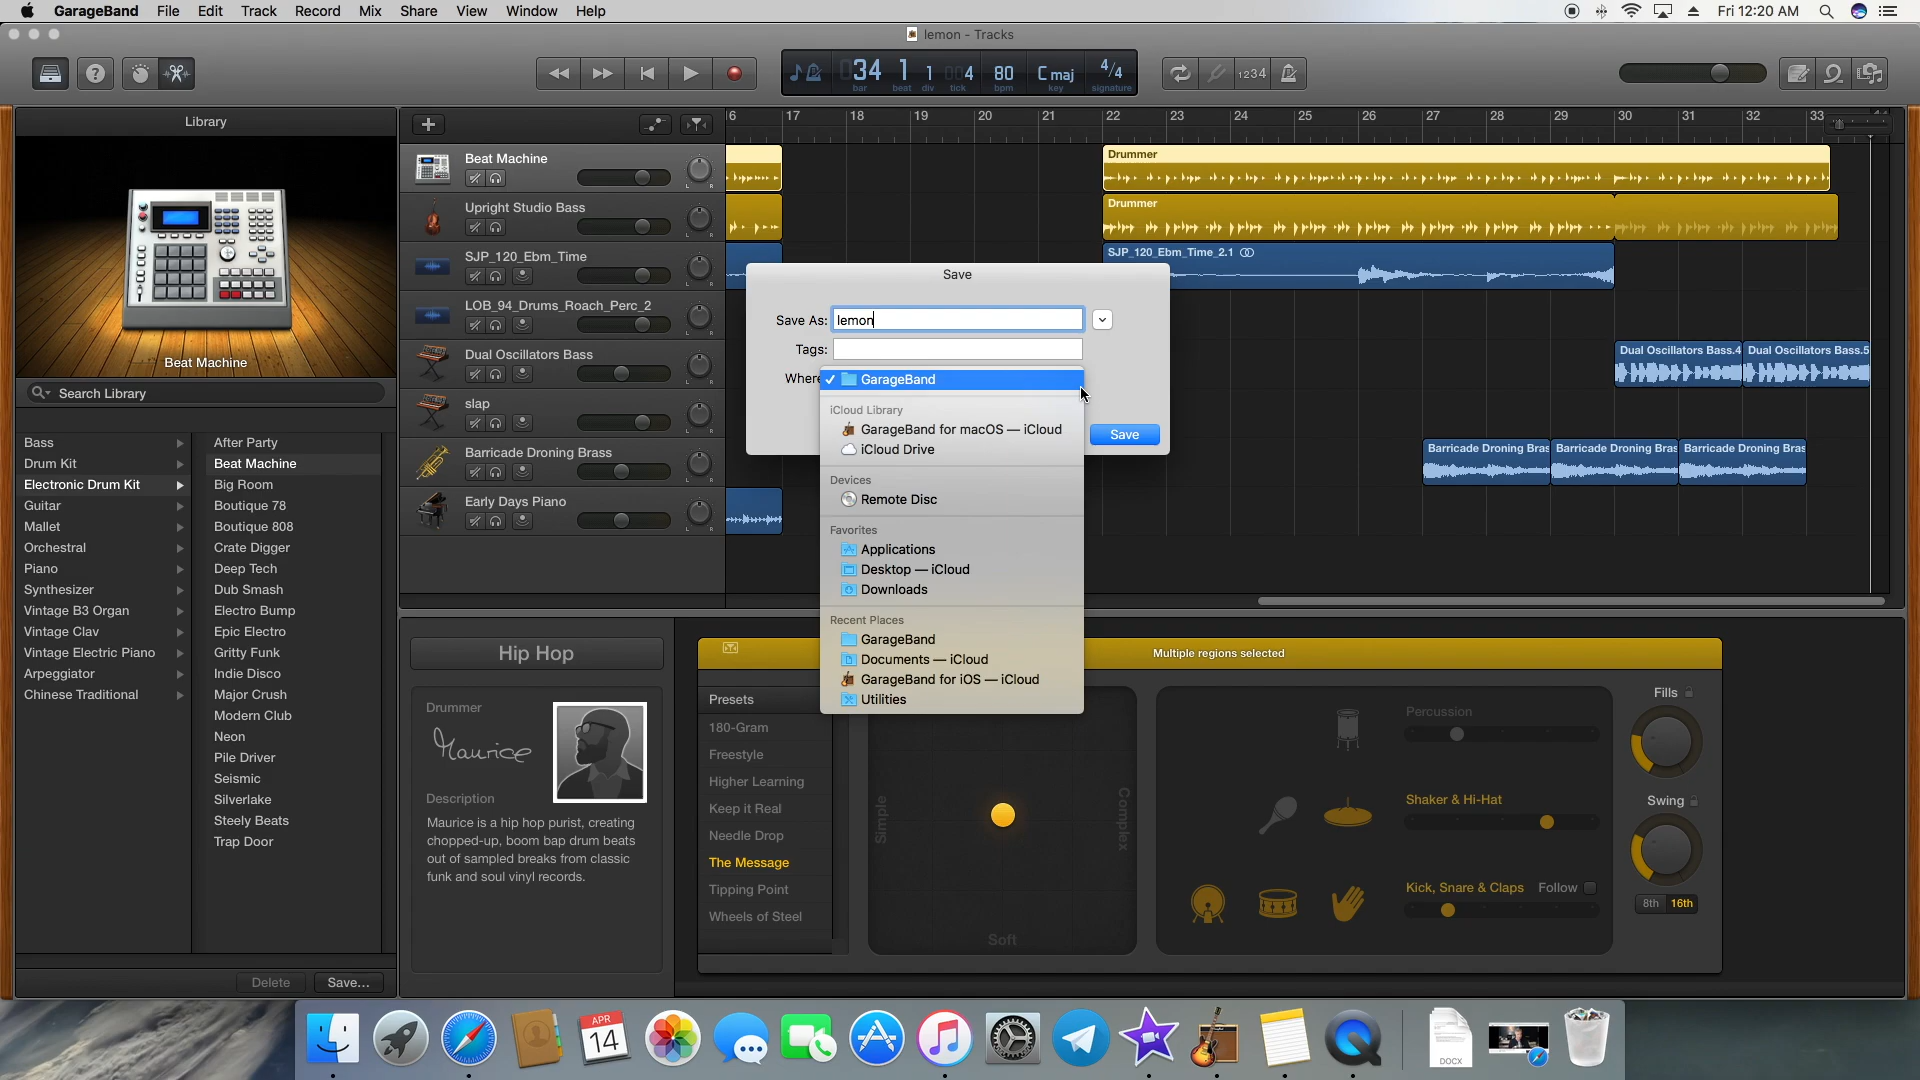 GarageBand File Edit Track Record Mix Share View Window Help
Fri 12:20 AM
lemon - Tracks
34 1 1 004 80 C maj 4/4
bar beat div tick bpm key signature
1234
Library
6 17 18 19 20 21 22 23 24 25 26 27 28 29 30 31 32 33
Beat Machine
Beat Machine
L R
Upright Studio Bass
L R
SJP_120_Ebm_Time
L R
LOB_94_Drums_Roach_Perc_2
L R
Dual Oscillators Bass
L R
slap
L R
Barricade Droning Brass
L R
Early Days Piano
L R
Drummer
Drummer
SJP_120_Ebm_Time_2.1
Dual Oscillators Bass.4 Dual Oscillators Bass.5
Barricade Droning Bras Barricade Droning Bras Barricade Droning Bras
Save
Save As: lemon
Tags:
Where
GarageBand
iCloud Library
GarageBand for macOS — iCloud
iCloud Drive
Devices
Remote Disc
Favorites
Applications
Desktop — iCloud
Downloads
Recent Places
GarageBand
Documents — iCloud
GarageBand for iOS — iCloud
Utilities
Save
Search Library
Bass
Drum Kit
Electronic Drum Kit
Guitar
Mallet
Orchestral
Piano
Synthesizer
Vintage B3 Organ
Vintage Clav
Vintage Electric Piano
Arpeggiator
Chinese Traditional
After Party
Beat Machine
Big Room
Boutique 78
Boutique 808
Crate Digger
Deep Tech
Dub Smash
Electro Bump
Epic Electro
Gritty Funk
Indie Disco
Major Crush
Modern Club
Neon
Pile Driver
Seismic
Silverlake
Steely Beats
Trap Door
Delete Save...
Hip Hop
Drummer
Maurice
Description
Maurice is a hip hop purist, creating
chopped-up, boom bap drum beats
out of sampled breaks from classic
funk and soul vinyl records.
Multiple regions selected
Presets
180-Gram
Freestyle
Higher Learning
Keep it Real
Needle Drop
The Message
Tipping Point
Wheels of Steel
Simple
Complex
Soft
Percussion
Shaker & Hi-Hat
Kick, Snare & Claps Follow
Fills
Swing
8th 16th
APR
14
DOCX